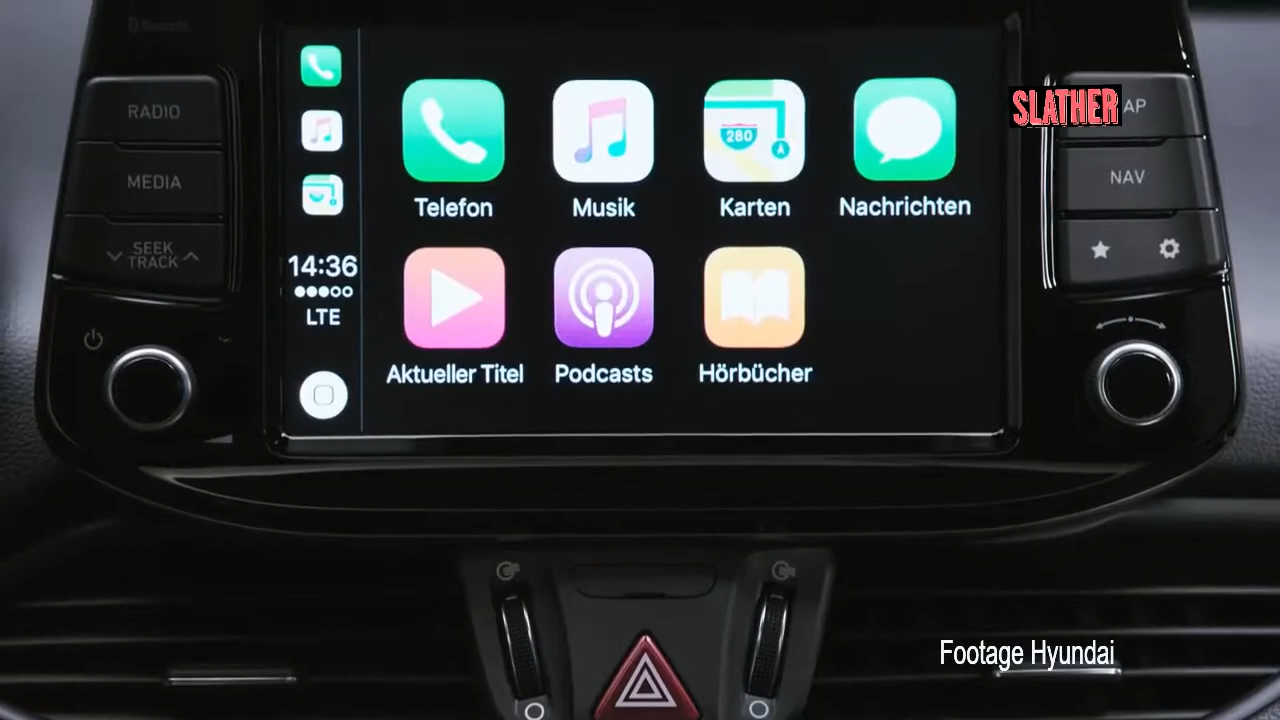 RADIO
MEDIA
SEEK
TRACK
14:36
LTE
280
Telefon
Musik
Karten
Nachrichten
Aktueller Titel
Podcasts
Hörbücher
SLATHER
AP
NAV
Footage Hyundai